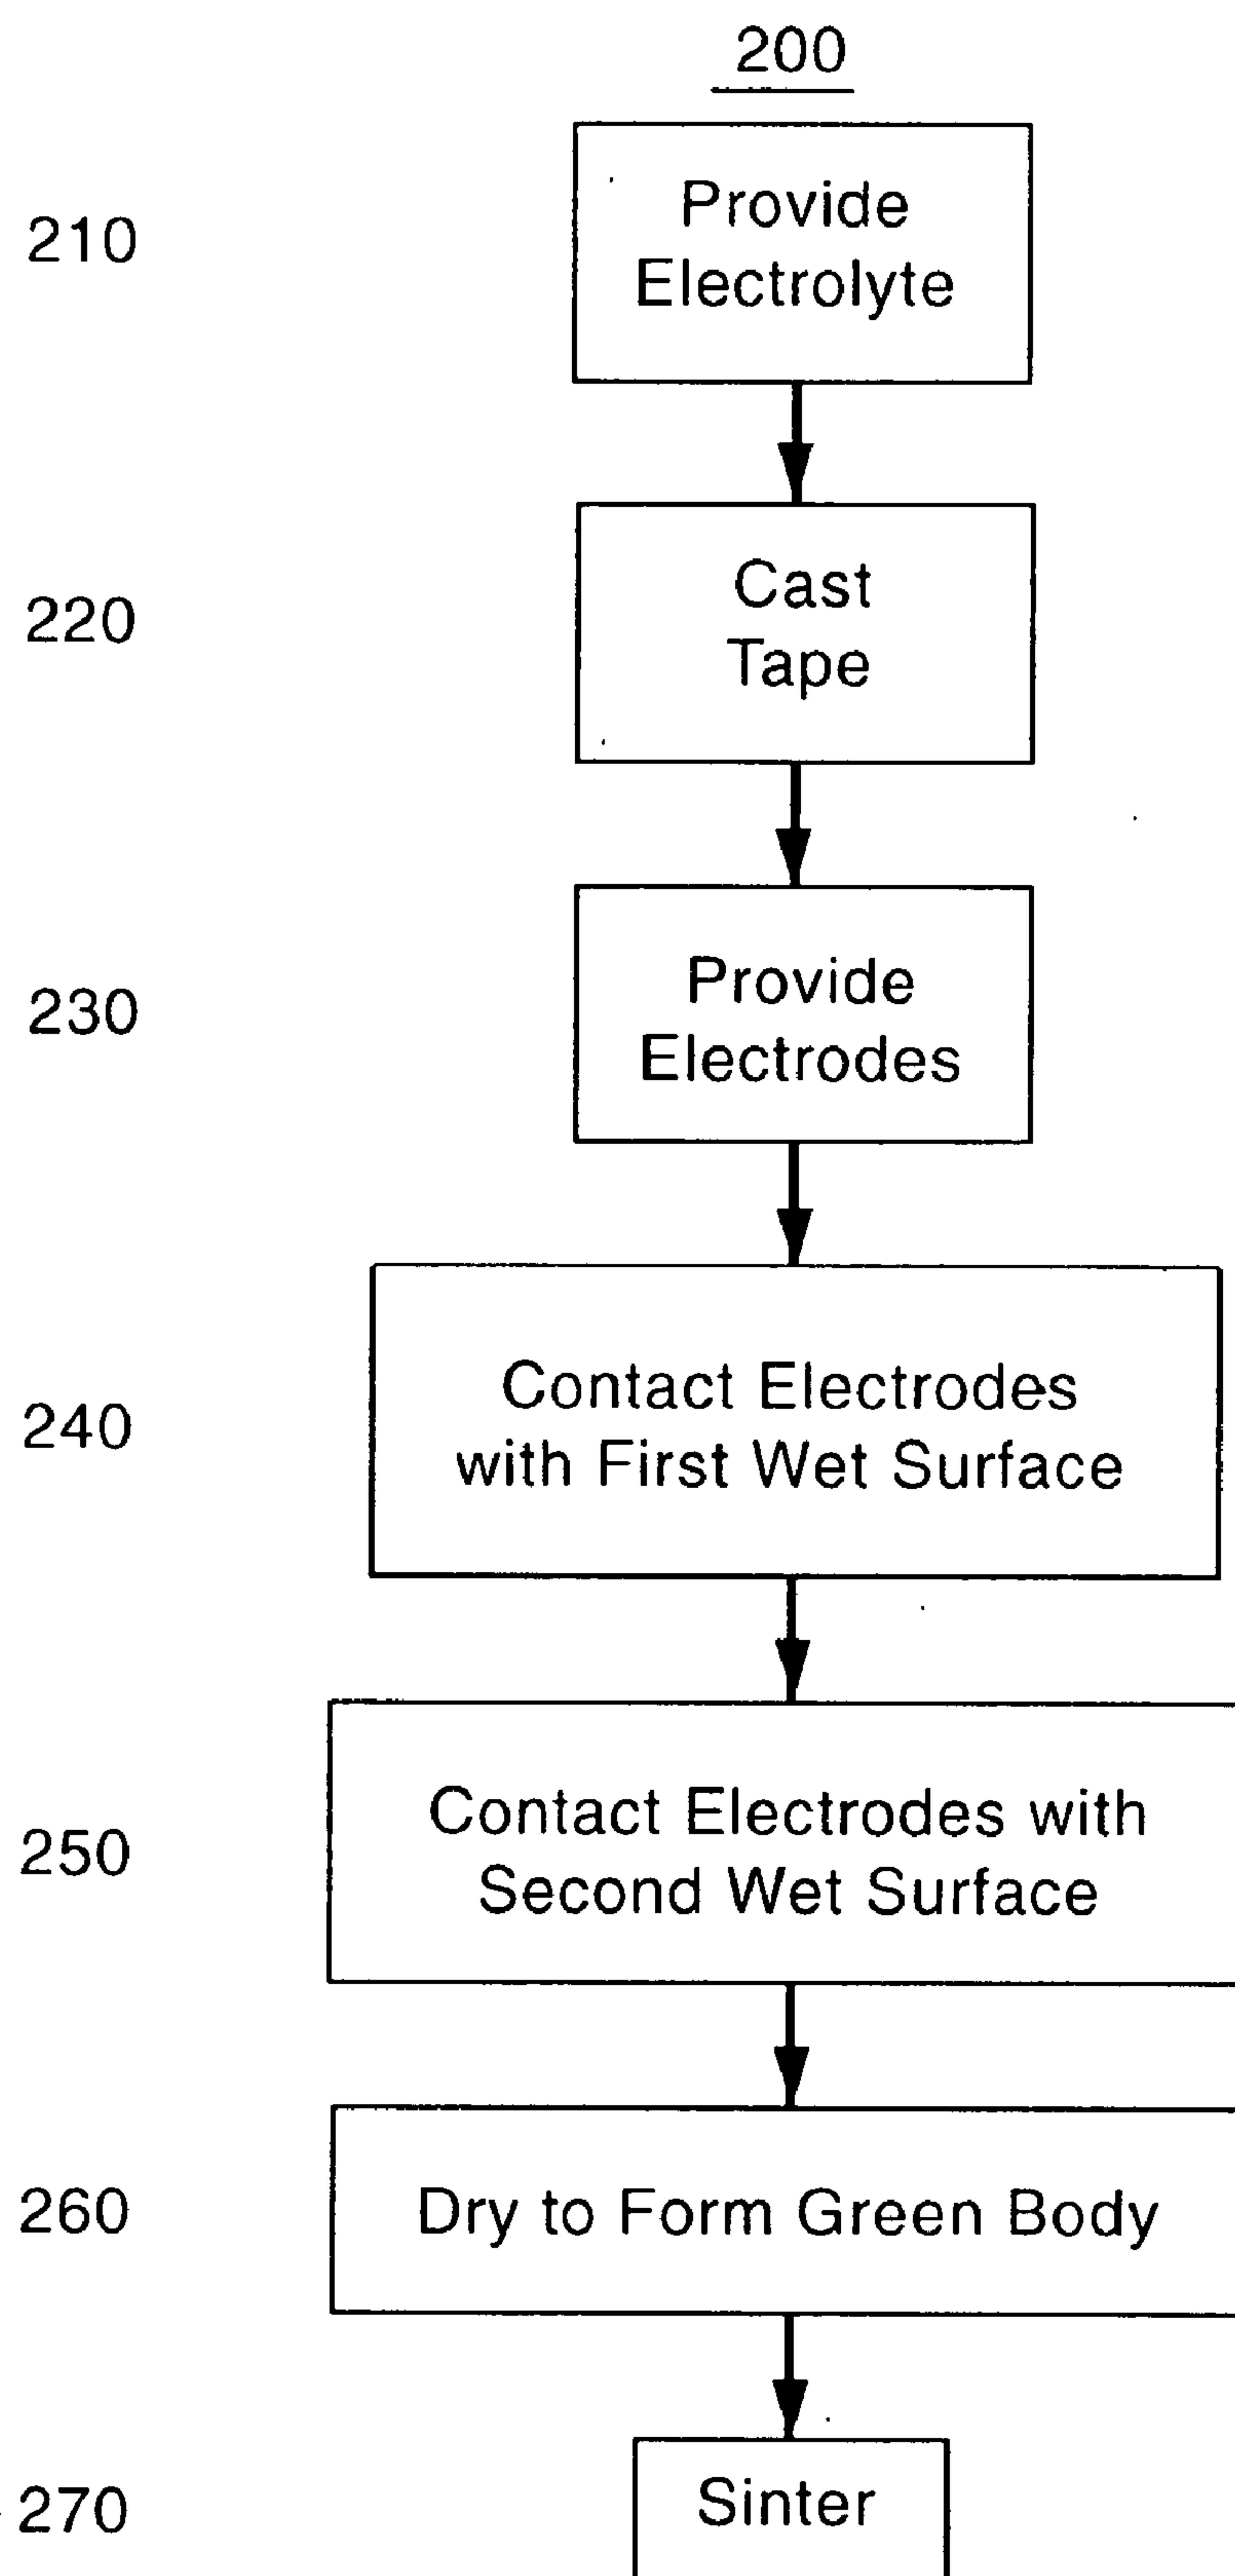 200
210
Provide
Electrolyte
220
Cast
Tape
230
Provide
Electrodes
240
Contact Electrodes
with First Wet Surface
250
Contact Electrodes with
Second Wet Surface
260
Dry to Form Green Body
270
Sinter